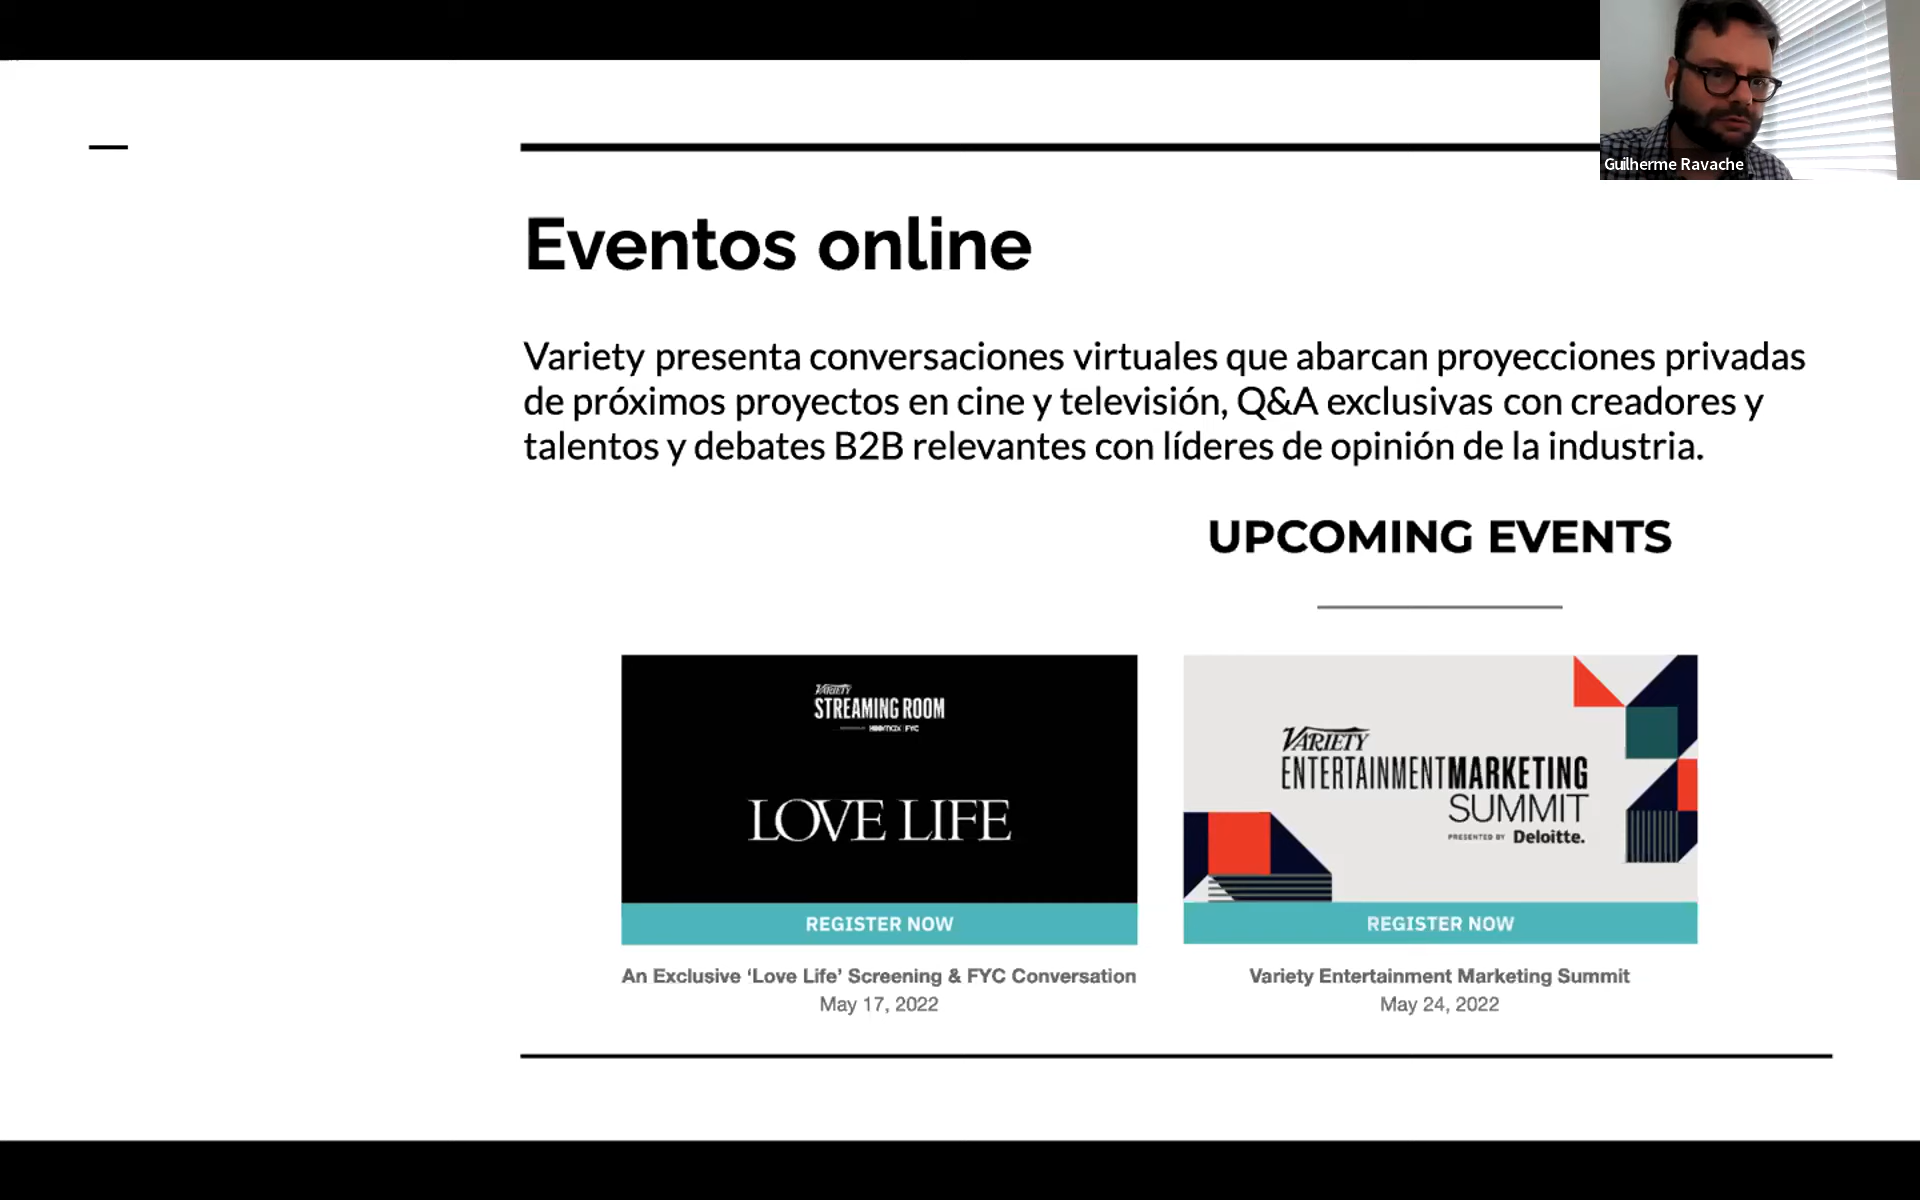 Guilherme Ravache
Eventos online
Variety presenta conversaciones virtuales que abarcan proyecciones privadas
de próximos proyectos en cine y televisión, Q&A exclusivas con creadores y
talentos y debates B2B relevantes con líderes de opinión de la industria.
UPCOMING EVENTS
VARIETY
STREAMING ROOM
HBOMAX FYC
LOVE LIFE
REGISTER NOW
An Exclusive ‘Love Life’ Screening & FYC Conversation
May 17, 2022
VARIETY
ENTERTAINMENTMARKETING
SUMMIT
PRESENTED BY Deloitte.
REGISTER NOW
Variety Entertainment Marketing Summit
May 24, 2022